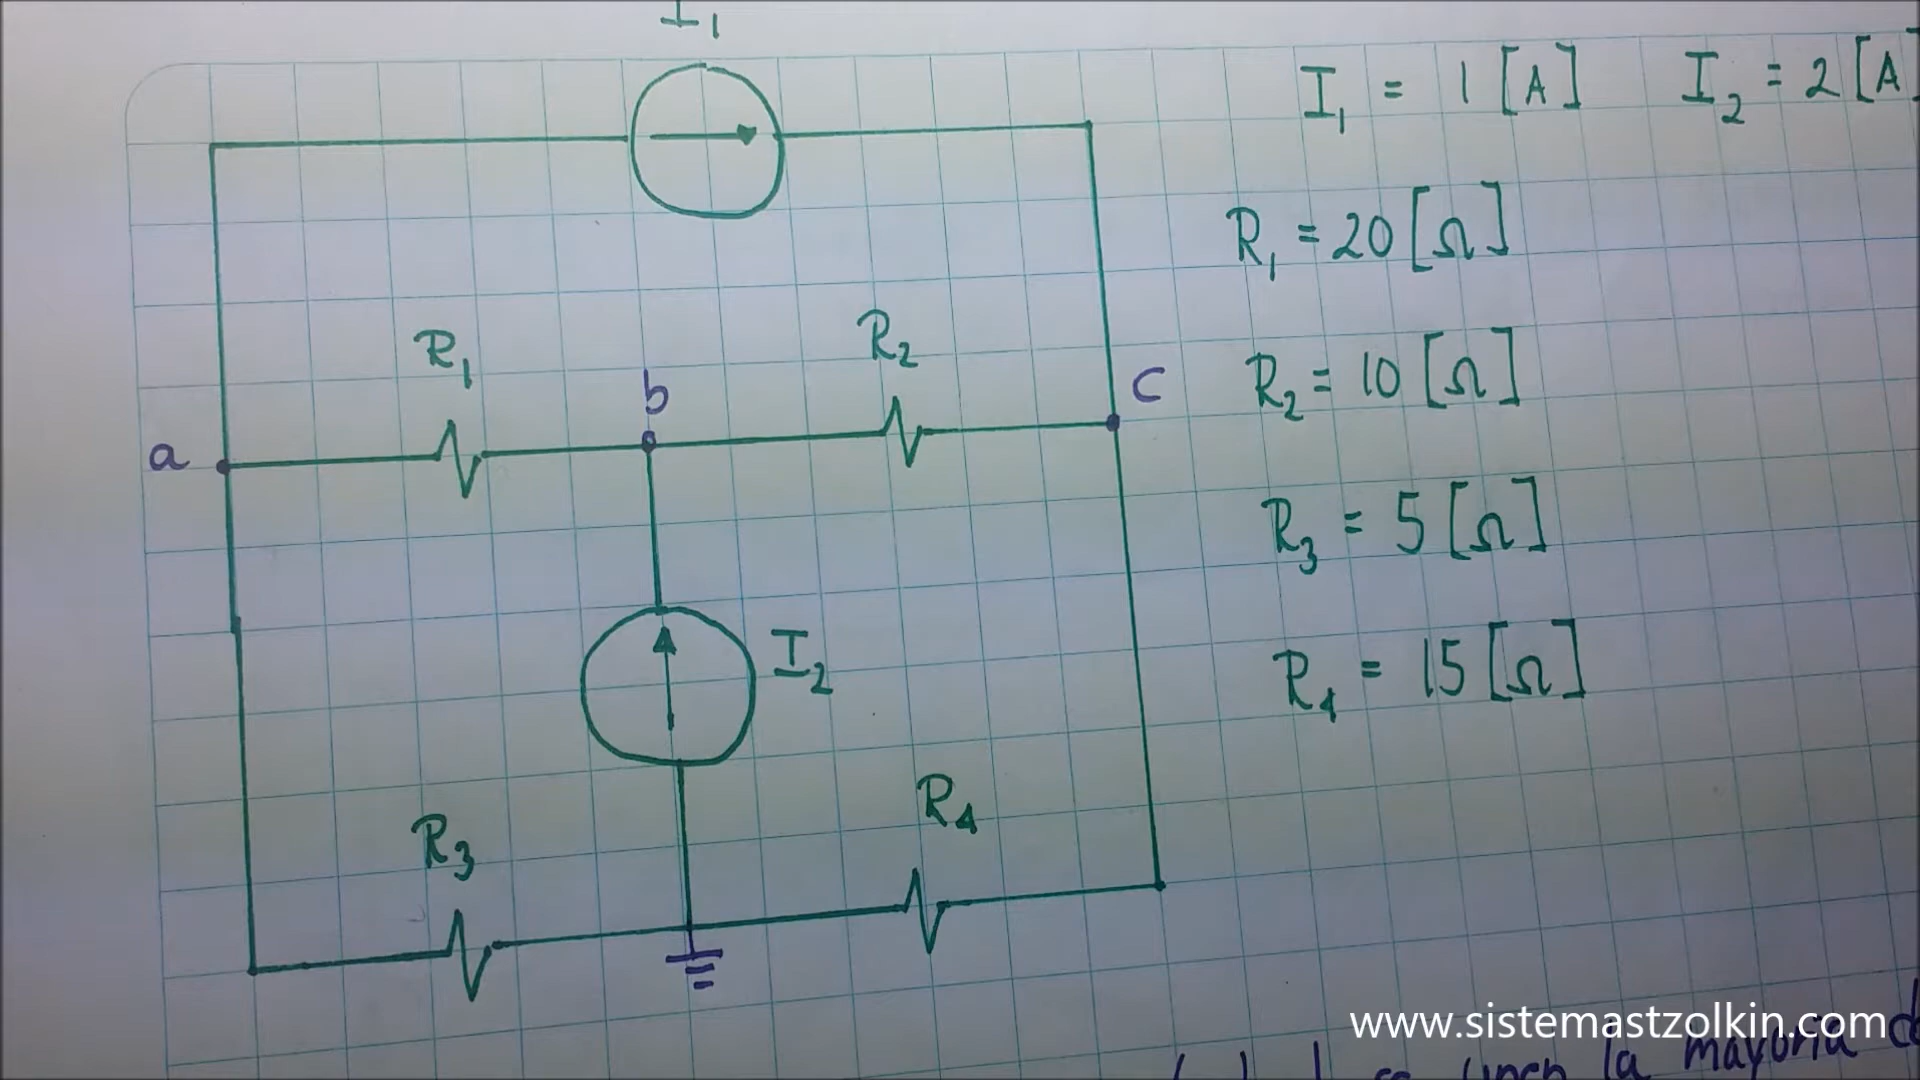 I1
I1 = 1 [A] I2 = 2 [A]
R1 = 20 [Ω]
R1
R2
b
C
R2 = 10 [Ω]
a
R3 = 5 [Ω]
I2
R4 = 15 [Ω]
R3
R4
www.sistemastzolkin.com
la mayoria